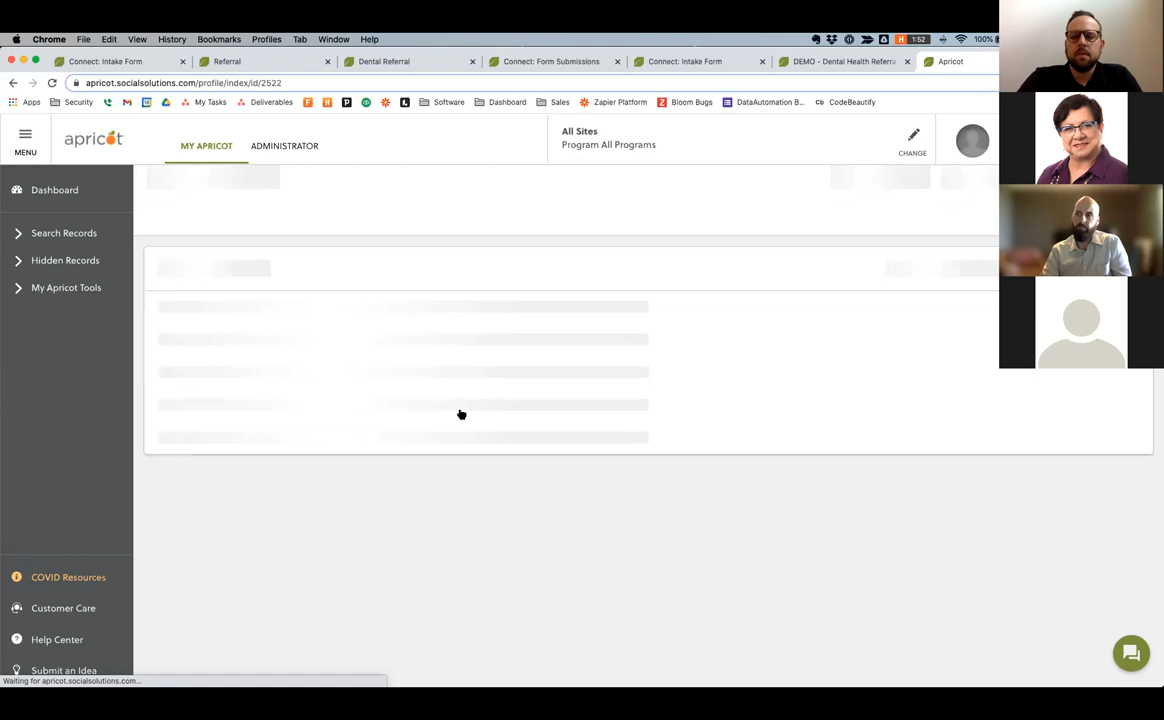 Chrome File Edit View History Bookmarks Profiles Tab Window Help
H 1:52 100%
Connect: Intake Form
Referral
Dental Referral
Connect: Form Submissions
Connect: Intake Form
DEMO - Dental Health Referra
Apricot
apricot.socialsolutions.com/profile/index/id/2522
Apps Security My Tasks Deliverables Software Dashboard Sales Zapier Platform Bloom Bugs DataAutomation B... CodeBeautify
MENU
apricot
MY APRICOT
ADMINISTRATOR
All Sites
Program All Programs
CHANGE
Dashboard
Search Records
Hidden Records
My Apricot Tools
COVID Resources
Customer Care
Help Center
Submit an Idea
Waiting for apricot.socialsolutions.com...